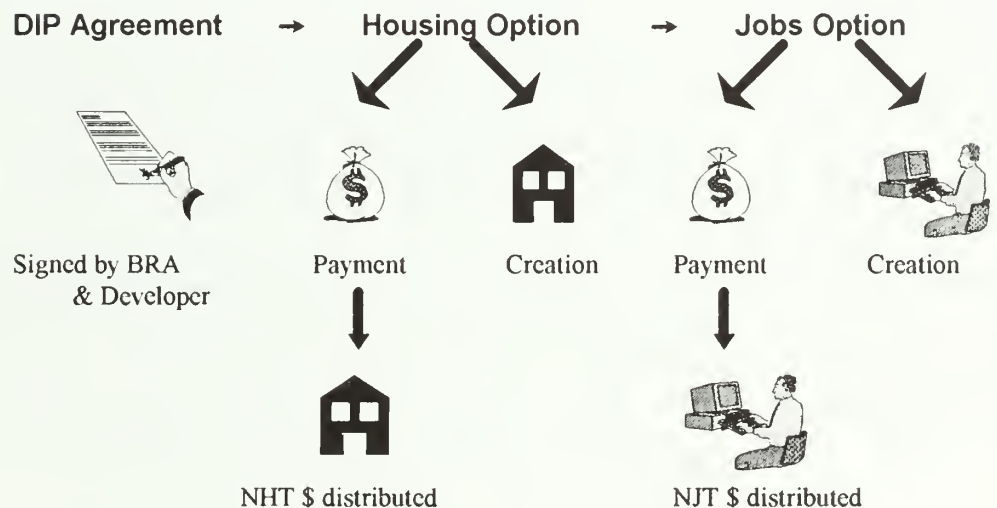 DIP Agreement → Housing Option → Jobs Option
$ $
Signed by BRA
& Developer
Payment Creation Payment Creation
NHT $ distributed NJT $ distributed